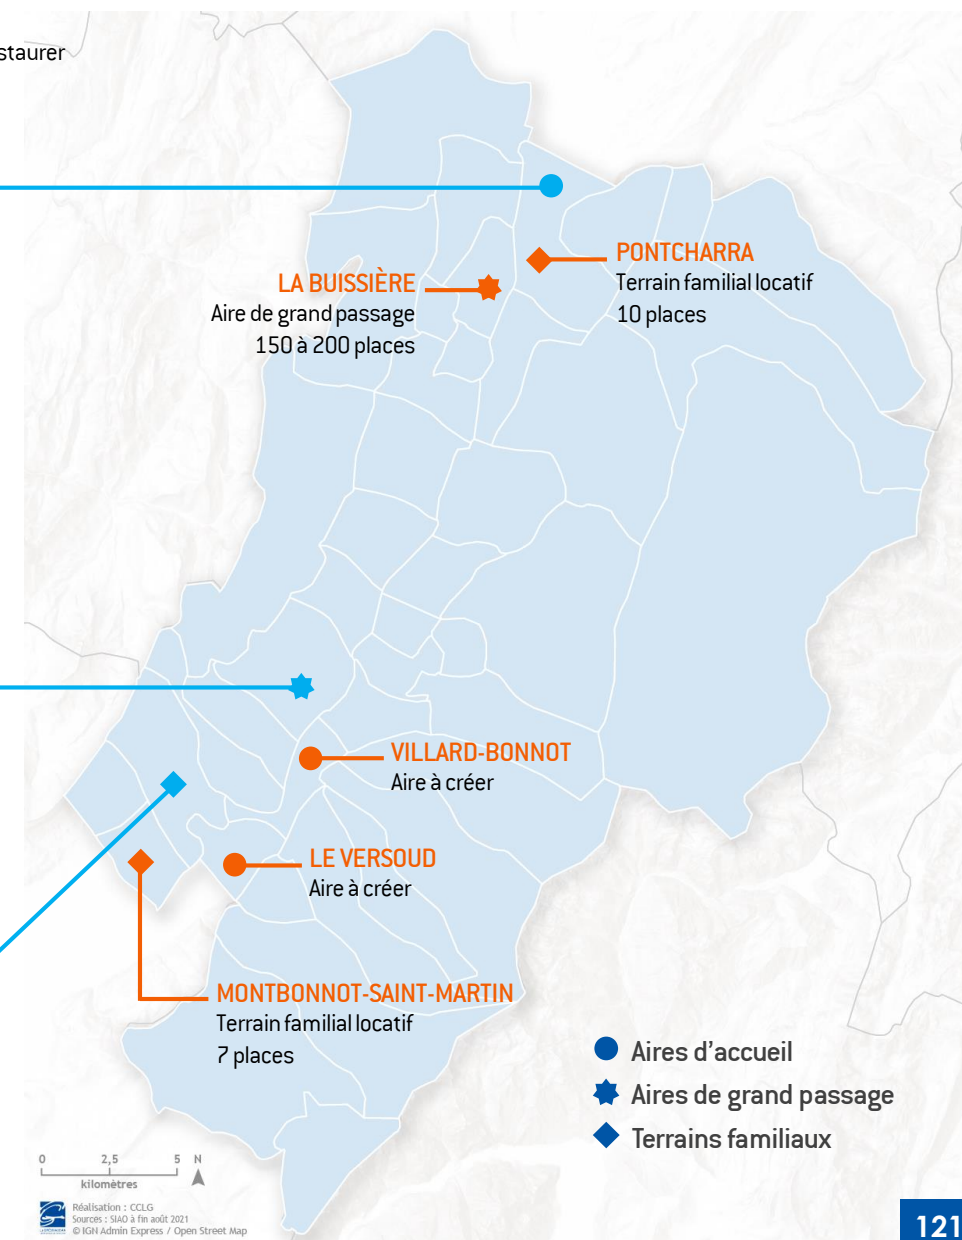 staurer
PONTCHARRA
Terrain familial locatif
10 places
LA BUISSIÈRE
Aire de grand passage
150 à 200 places
VILLARD-BONNOT
Aire à créer
LE VERSOUD
Aire à créer
MONTBONNOT-SAINT-MARTIN
Terrain familial locatif
7 places
Aires d'accueil
Aires de grand passage
Terrains familiaux
0 2,5 5 N
kilomètres
Réalisation : CCLG
Sources : SIAO à fin août 2021
© IGN Admin Express / Open Street Map
121